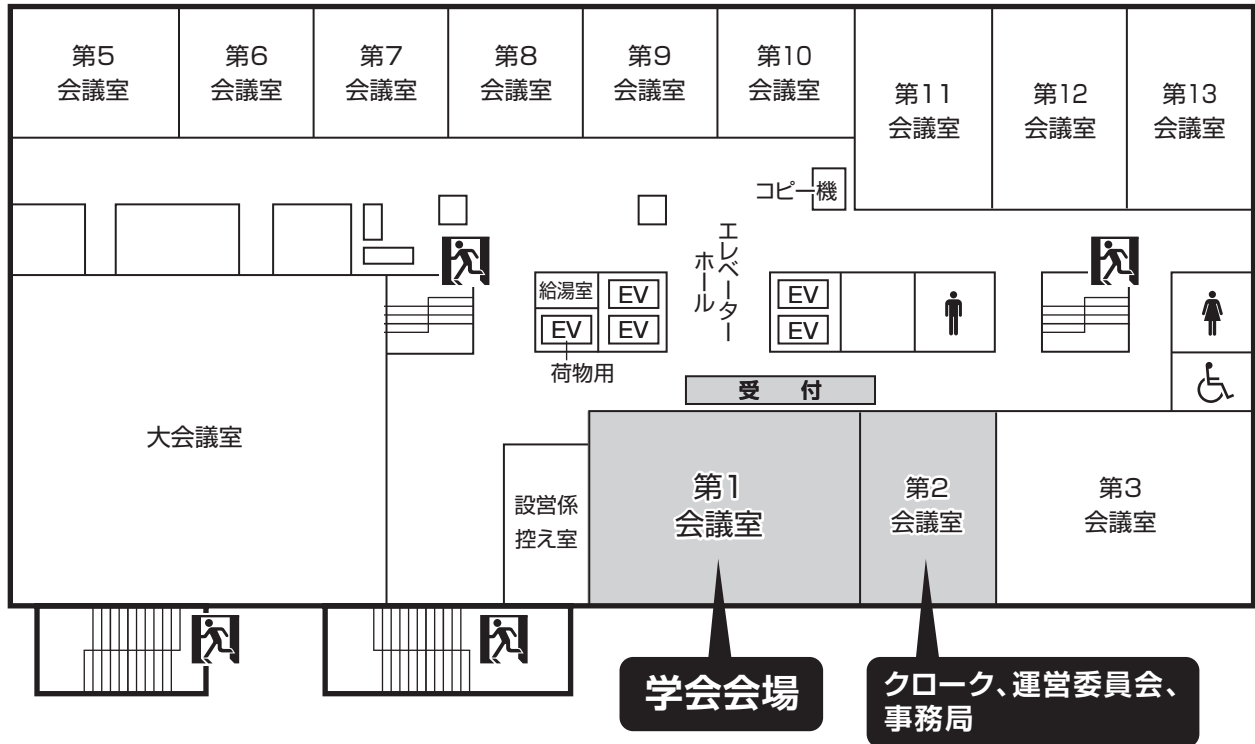 第5
会議室
第6
会議室
第7
会議室
第8
会議室
第9
会議室
第10
会議室
第11
会議室
第12
会議室
第13
会議室
コピー機
エレベーター
ホール
給湯室
EV
EV
EV
EV
EV
荷物用
受付
大会議室
設営係
控え室
第1
会議室
第2
会議室
第3
会議室
学会会場
クローク、運営委員会、
事務局